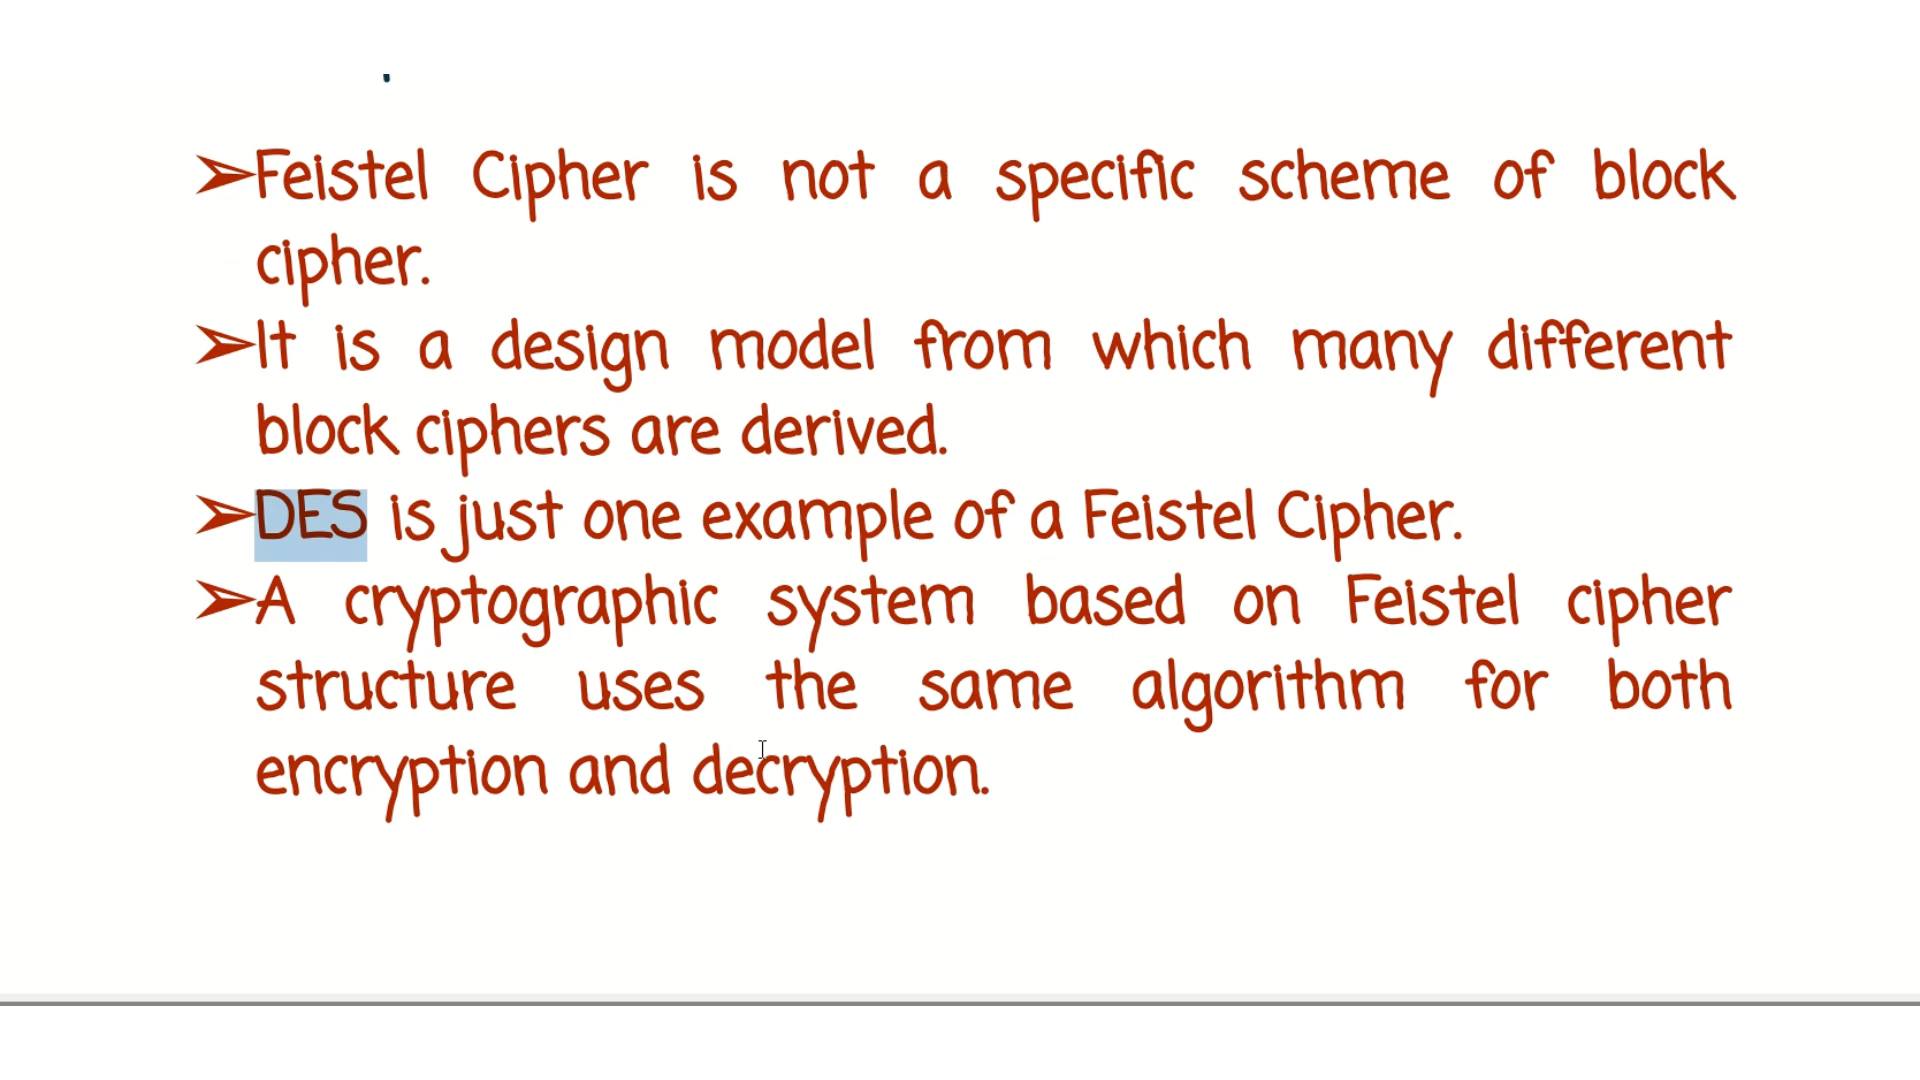 ➢Feistel Cipher is not a specific scheme of block
cipher.
➢It is a design model from which many different
block ciphers are derived.
➢DES is just one example of a Feistel Cipher.
➢A cryptographic system based on Feistel cipher
structure uses the same algorithm for both
encryption and decryption.